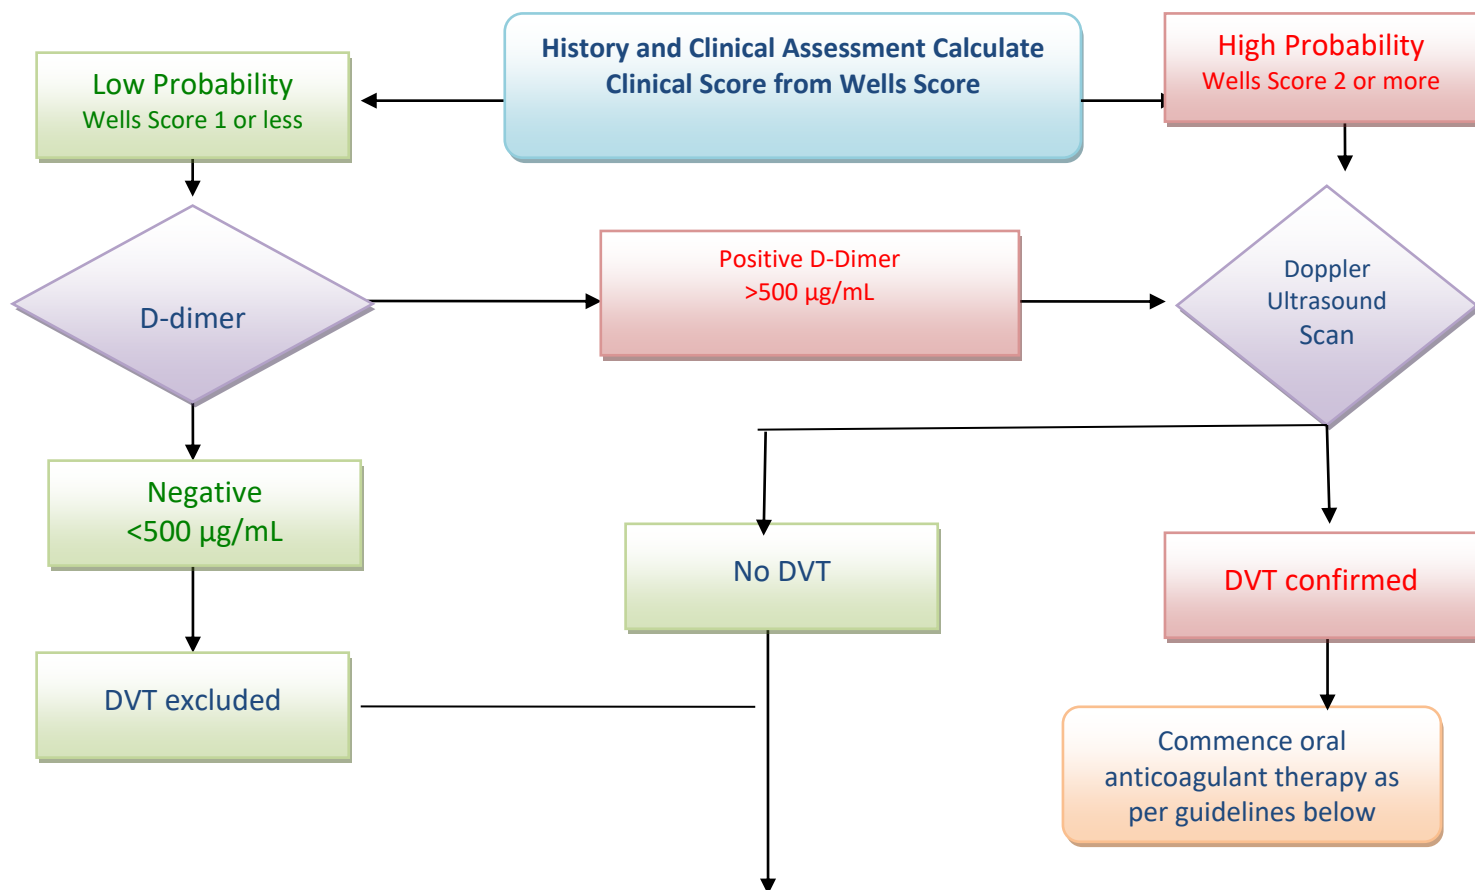 History and Clinical Assessment Calculate
Clinical Score from Wells Score
Low Probability
Wells Score 1 or less
High Probability
Wells Score 2 or more
D-dimer
Positive D-Dimer
>500 µg/mL
Doppler
Ultrasound
Scan
Negative
<500 µg/mL
No DVT
DVT confirmed
DVT excluded
Commence oral
anticoagulant therapy as
per guidelines below